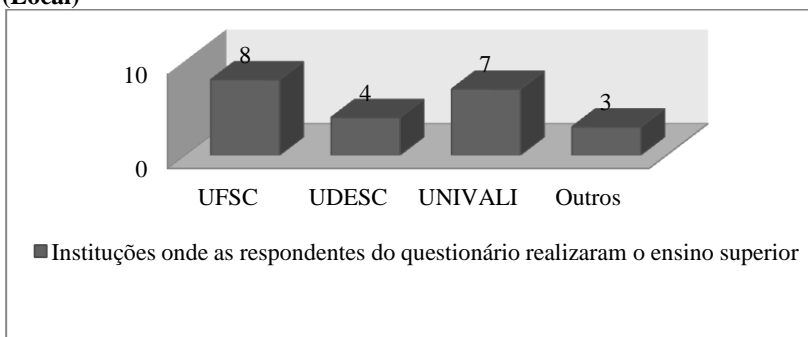 (Local)
8
4
7
3
10
0
UFSC UDESC UNIVALI Outros
Instituções onde as respondentes do questionário realizaram o ensino superior